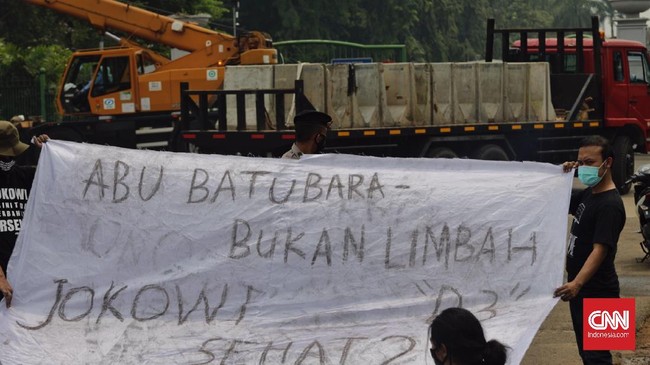 ABU BATUBARA -
BUKAN LIMBAH
JOKOWI "B3"
SEHAT ?
CNN
Indonesia.com